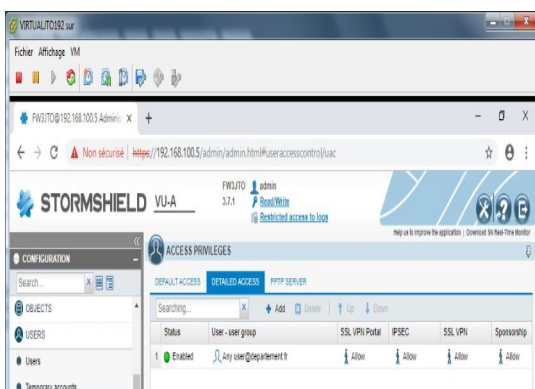 VIRTUALITO192 sur
Fichier Affichage VM
FW3JTO@192.168.100.5 Adminis
Non sécurisé https://192.168.100.5/admin/admin.html#useraccesscontrol/uac
STORMSHIELD VU-A FW3JTO admin
3.7.1 Read/Write
Restricted access to logs
Help us to improve the application | Download SN Real-Time Monitor
CONFIGURATION
ACCESS PRIVILEGES
Search...
DEFAULT ACCESS DETAILED ACCESS PPTP SERVER
OBJECTS
Searching... Add Delete Up Down
USERS
Status User - user group SSL VPN Portal IPSEC SSL VPN Sponsorship
Users
1 Enabled Any user@departement.fr Allow Allow Allow Allow
Temporary accounts